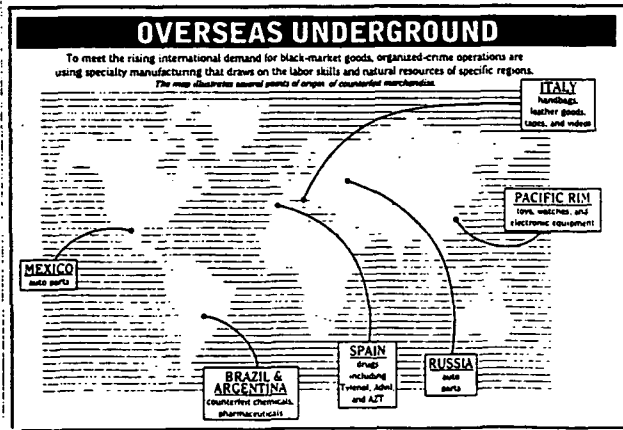 OVERSEAS UNDERGROUND
To meet the rising international demand for black-market goods, organized-crime operations are
using specialty manufacturing that draws on the labor skills and natural resources of specific regions.
The map illustrates several points of origin of counterfeit merchandise.
ITALY
handbags,
leather goods,
tapes, and videos
PACIFIC RIM
toys, watches, and
electronic equipment
MEXICO
auto parts
BRAZIL &
ARGENTINA
counterfeit chemicals,
pharmaceuticals
SPAIN
drugs
including
Tylenol, Advil,
and AZT
RUSSIA
auto
parts